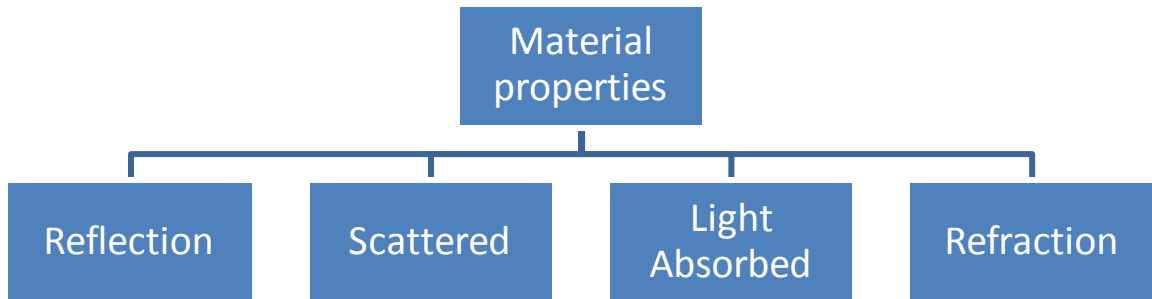 Material
properties
Reflection
Scattered
Light
Absorbed
Refraction